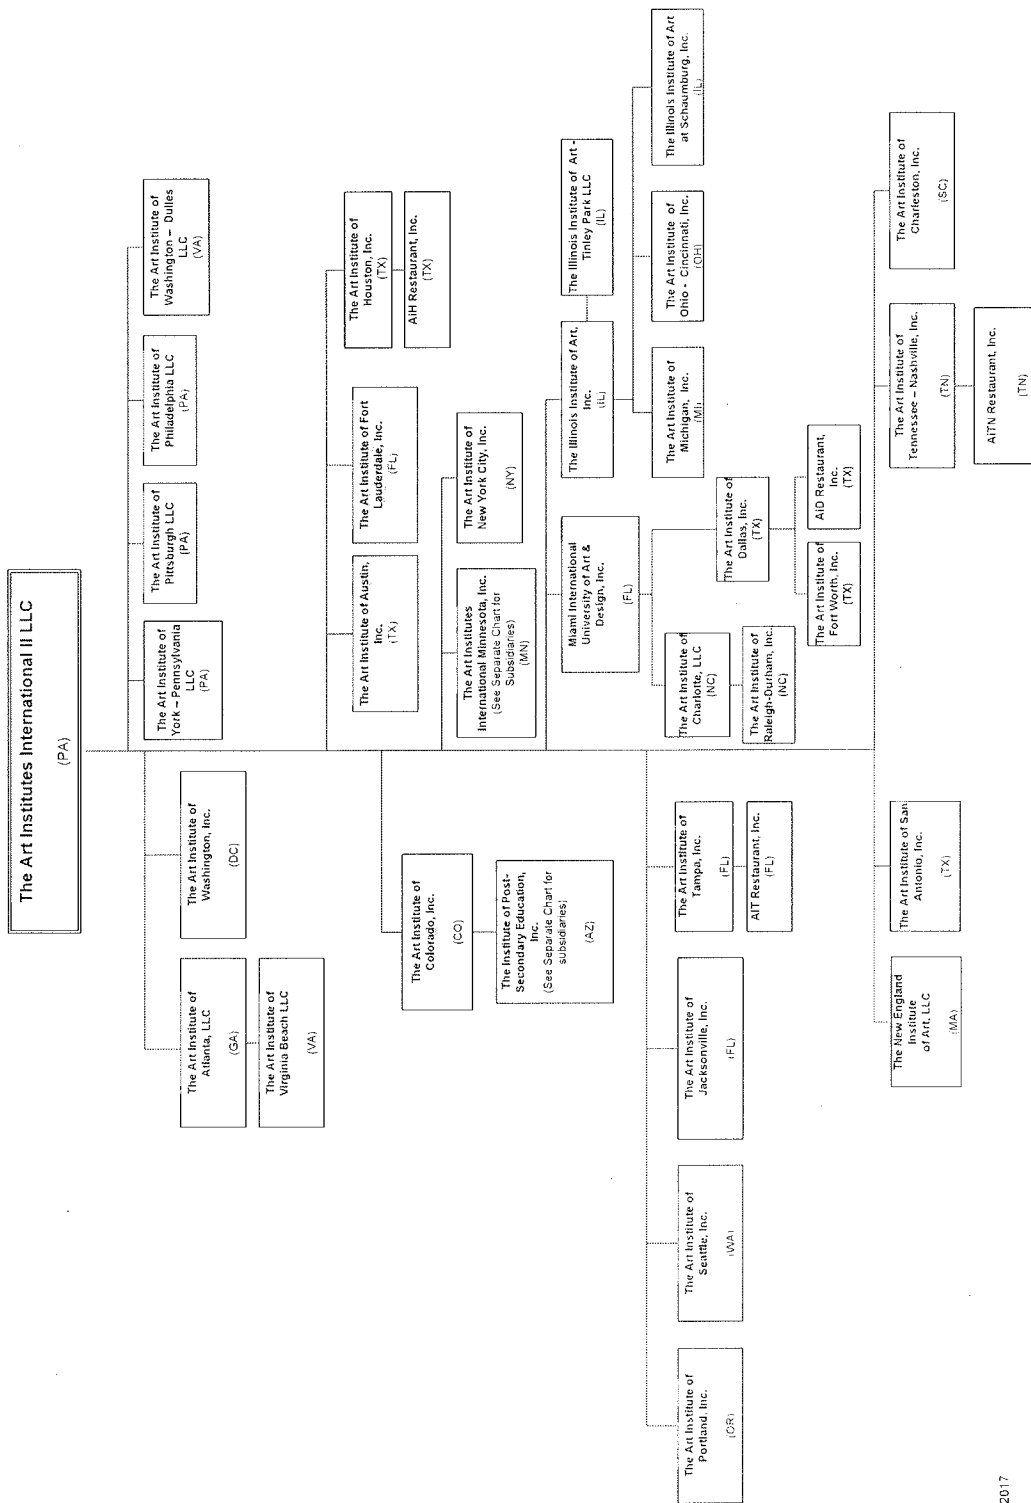 The Art Institutes International II LLC
(PA)
The Art Institute of
Atlanta, LLC
(GA)
The Art Institute of
Virginia Beach LLC
(VA)
The Art Institute of
Washington, Inc.
(DC)
The Art Institute of
York – Pennsylvania
LLC
(PA)
The Art Institute of
Pittsburgh LLC
(PA)
The Art Institute of
Philadelphia LLC
(PA)
The Art Institute of
Washington – Dulles
LLC
(VA)
The Art Institute of
Colorado, Inc.
(CO)
The Institute of Post-
Secondary Education,
Inc.
(See Separate Chart for
subsidiaries)
(AZ)
The Art Institute of Austin,
Inc.
(TX)
The Art Institute of Fort
Lauderdale, Inc.
(FL)
The Art Institute of
Houston, Inc.
(TX)
AiH Restaurant, Inc.
(TX)
The Art Institutes
International Minnesota, Inc.
(See Separate Chart for
Subsidiaries)
(MN)
The Art Institute of
New York City, Inc.
(NY)
Miami International
University of Art &
Design, Inc.
(FL)
The Illinois Institute of Art,
Inc.
(IL)
The Illinois Institute of Art -
Tinley Park LLC
(IL)
The Art Institute of
Portland, Inc.
(OR)
The Art Institute of
Seattle, Inc.
(WA)
The Art Institute of
Jacksonville, Inc.
(FL)
The Art Institute of
Tampa, Inc.
(FL)
AIT Restaurant, Inc.
(FL)
The Art Institute of
Charlotte, LLC
(NC)
The Art Institute of
Raleigh-Durham, Inc.
(NC)
The Art Institute of
Dallas, Inc.
(TX)
The Art Institute of
Fort Worth, Inc.
(TX)
AiD Restaurant,
Inc.
(TX)
The Art Institute of
Michigan, Inc.
(MI)
The Art Institute of
Ohio - Cincinnati, Inc.
(OH)
The Illinois Institute of Art
at Schaumburg, Inc.
(IL)
The New England
Institute
of Art, LLC
(MA)
The Art Institute of San
Antonio, Inc.
(TX)
The Art Institute of
Tennessee – Nashville, Inc.
(TN)
AiTN Restaurant, Inc.
(TN)
The Art Institute of
Charleston, Inc.
(SC)
2017